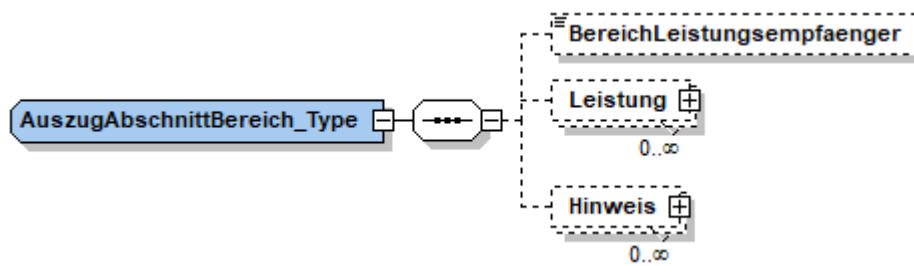 BereichLeistungsempfaenger
AuszugAbschnittBereich_Type
Leistung
0..∞
Hinweis
0..∞